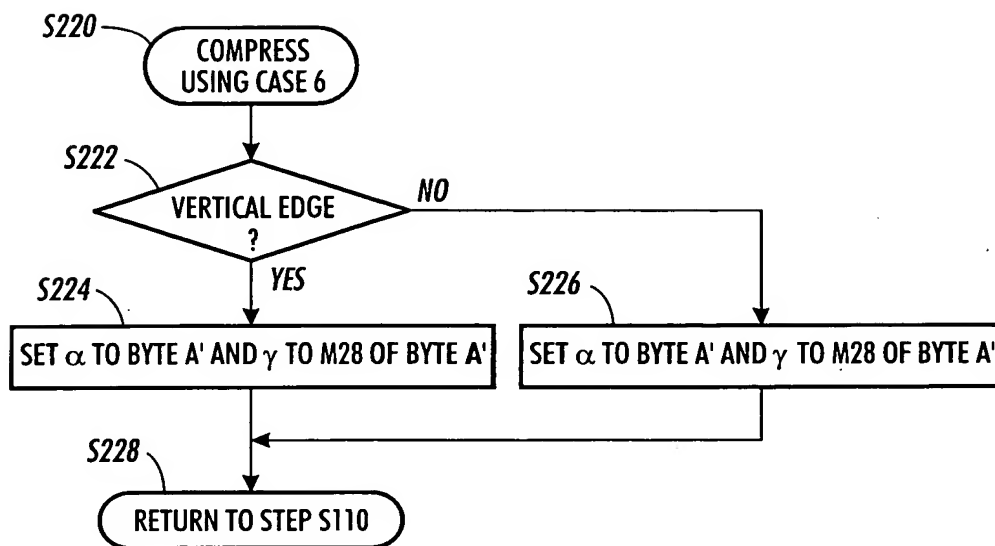 S220
COMPRESS
USING CASE 6
S222
VERTICAL EDGE
?
NO
YES
S224
SET α TO BYTE A' AND γ TO M28 OF BYTE A'
S226
SET α TO BYTE A' AND γ TO M28 OF BYTE A'
S228
RETURN TO STEP S110